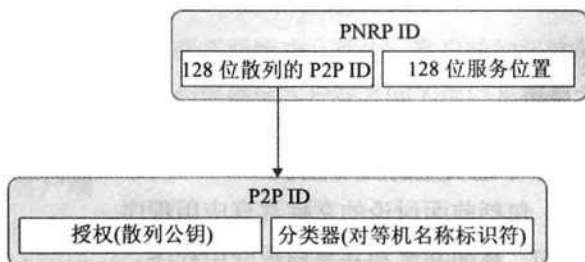 PNRP ID
128 位散列的 P2P ID
128 位服务位置
P2P ID
授权(散列公钥)
分类器(对等机名称标识符)